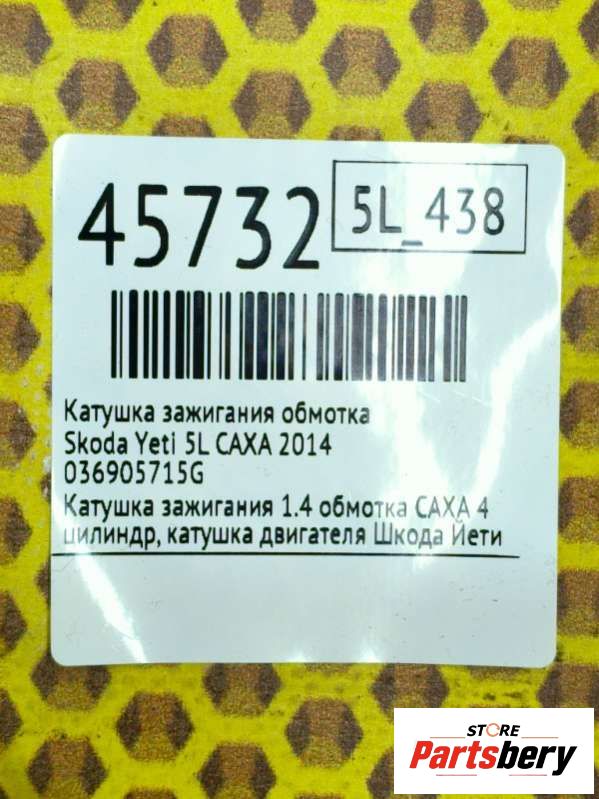 45732
5L_438
Катушка зажигания обмотка
Skoda Yeti 5L CAXA 2014
036905715G
Катушка зажигания 1.4 обмотка CAXA 4
цилиндр, катушка двигателя Шкода Йети
STORE
Partsbery